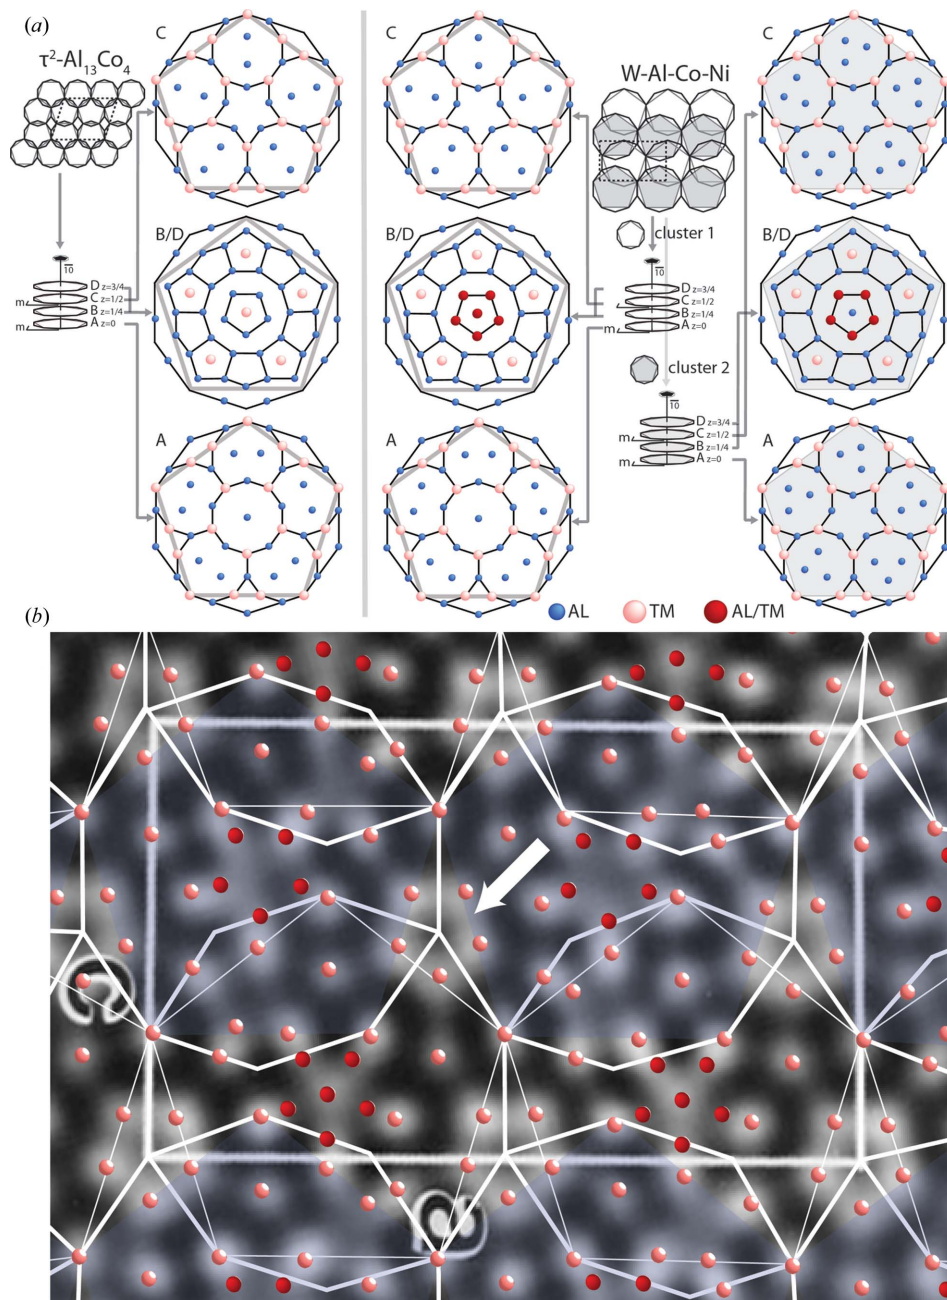 (a)
C
C
C
τ²-Al₁₃Co₄
W-Al-Co-Ni
B/D
B/D
B/D
cluster 1
10
D z=3/4
C z=1/2
B z=1/4
A z=0
m
m
10
D z=3/4
C z=1/2
B z=1/4
A z=0
m
m
cluster 2
10
D z=3/4
C z=1/2
B z=1/4
A z=0
m
m
A
A
A
AL
TM
AL/TM
(b)